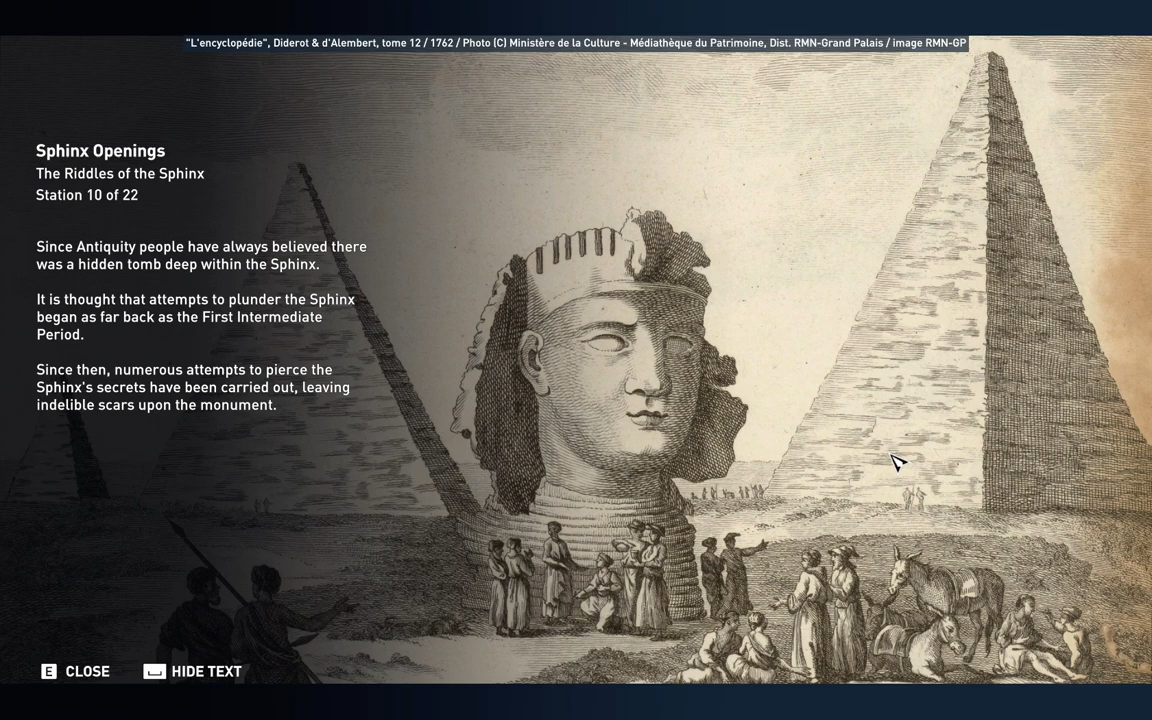 "L'encyclopédie", Diderot & d'Alembert, tome 12 / 1762 / Photo (C) Ministère de la Culture - Médiathèque du Patrimoine, Dist. RMN-Grand Palais / image RMN-GP
Sphinx Openings
The Riddles of the Sphinx
Station 10 of 22
Since Antiquity people have always believed there
was a hidden tomb deep within the Sphinx.
It is thought that attempts to plunder the Sphinx
began as far back as the First Intermediate
Period.
Since then, numerous attempts to pierce the
Sphinx's secrets have been carried out, leaving
indelible scars upon the monument.
E CLOSE
HIDE TEXT